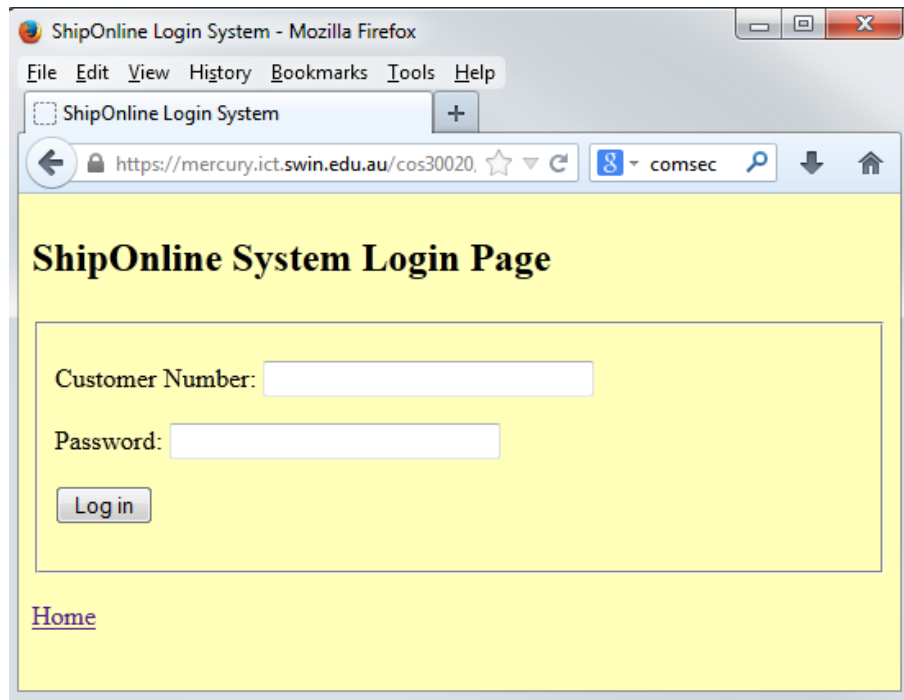 ShipOnline Login System - Mozilla Firefox
File Edit View History Bookmarks Tools Help
ShipOnline Login System +
https://mercury.ict.swin.edu.au/cos30020, 8 comsec
ShipOnline System Login Page
Customer Number:
Password:
Log in
Home